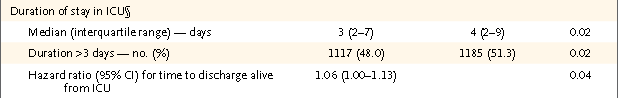 Duration of stay in ICU§
Median (interquartile range) — days 3 (2–7) 4 (2–9) 0.02
Duration >3 days — no. (%) 1117 (48.0) 1185 (51.3) 0.02
Hazard ratio (95% CI) for time to discharge alive 1.06 (1.00–1.13) 0.04
from ICU